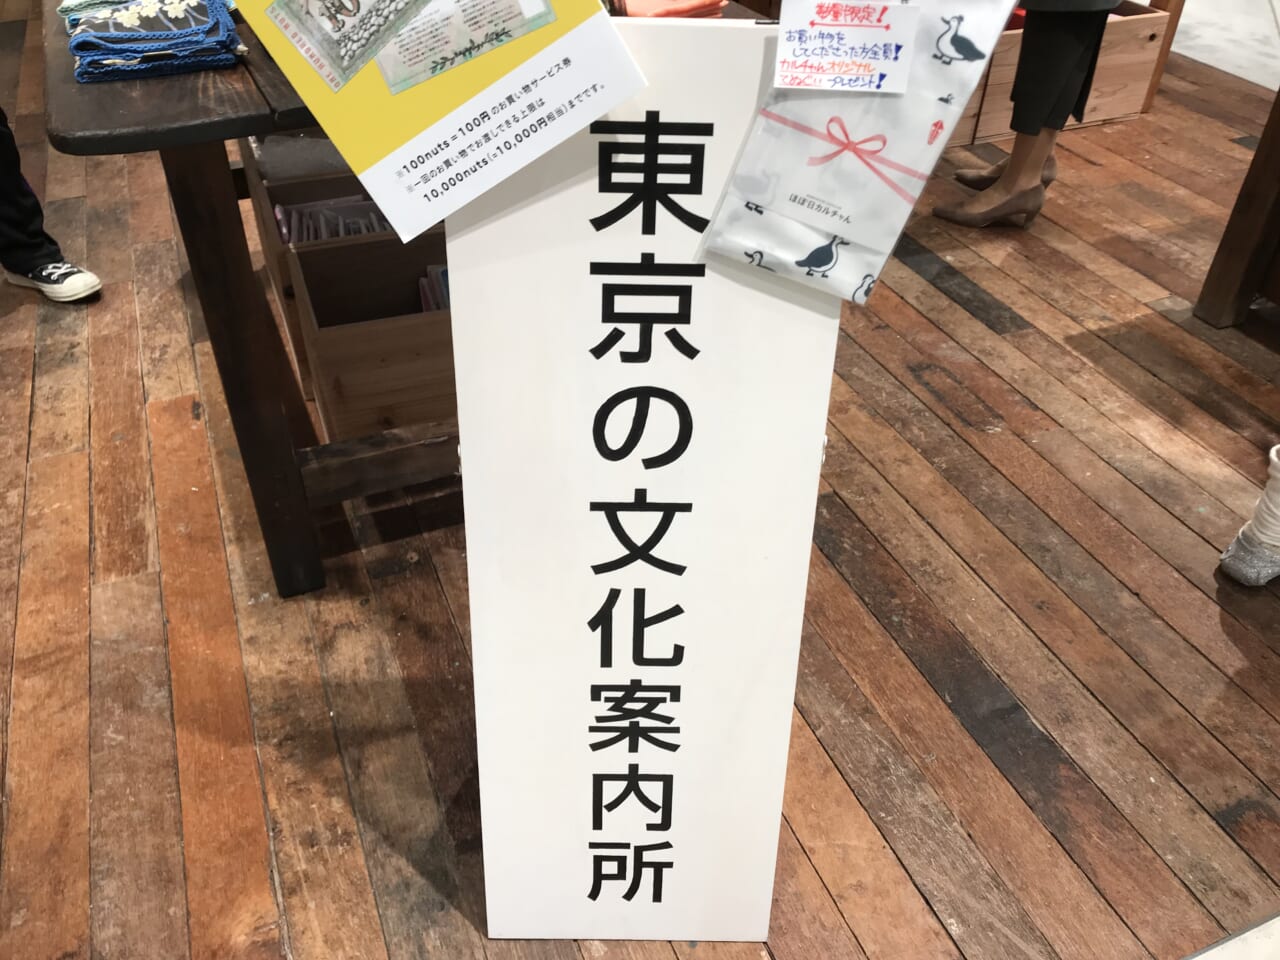 ※100nuts=100円のお買い物サービス券
※一回のお買い物でお渡しできる上限は
10,000nuts(=10,000円相当)までです。
数量限定!
お買い物を
してくださった方全員!
カルチャんオリジナル
てぬぐいプレゼント!
ほぼ日カルチャん
東京の文化案内所